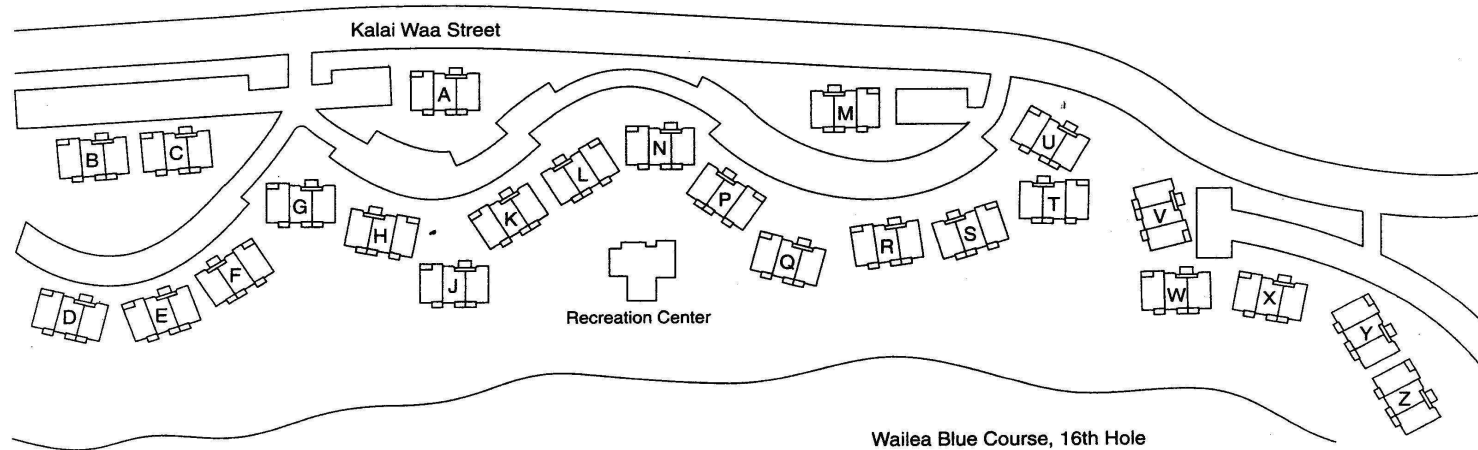 Kalai Waa Street
A
M
B
C
U
N
L
P
G
K
T
V
H
S
R
F
Q
J
Recreation Center
D
E
W
X
Y
Z
Wailea Blue Course, 16th Hole